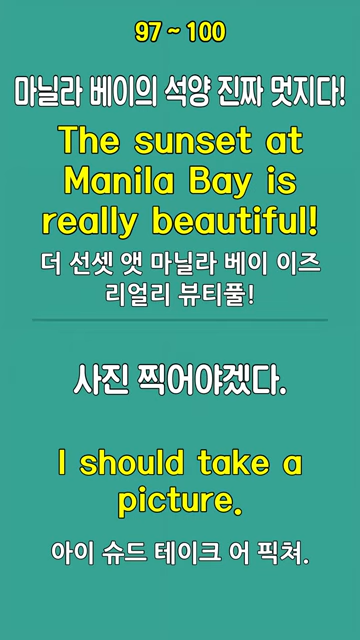 97 ~ 100
마닐라 베이의 석양 진짜 멋지다!
The sunset at
Manila Bay is
really beautiful!
더 선셋 앳 마닐라 베이 이즈
리얼리 뷰티풀!
사진 찍어야겠다.
I should take a
picture.
아이 슈드 테이크 어 픽쳐.